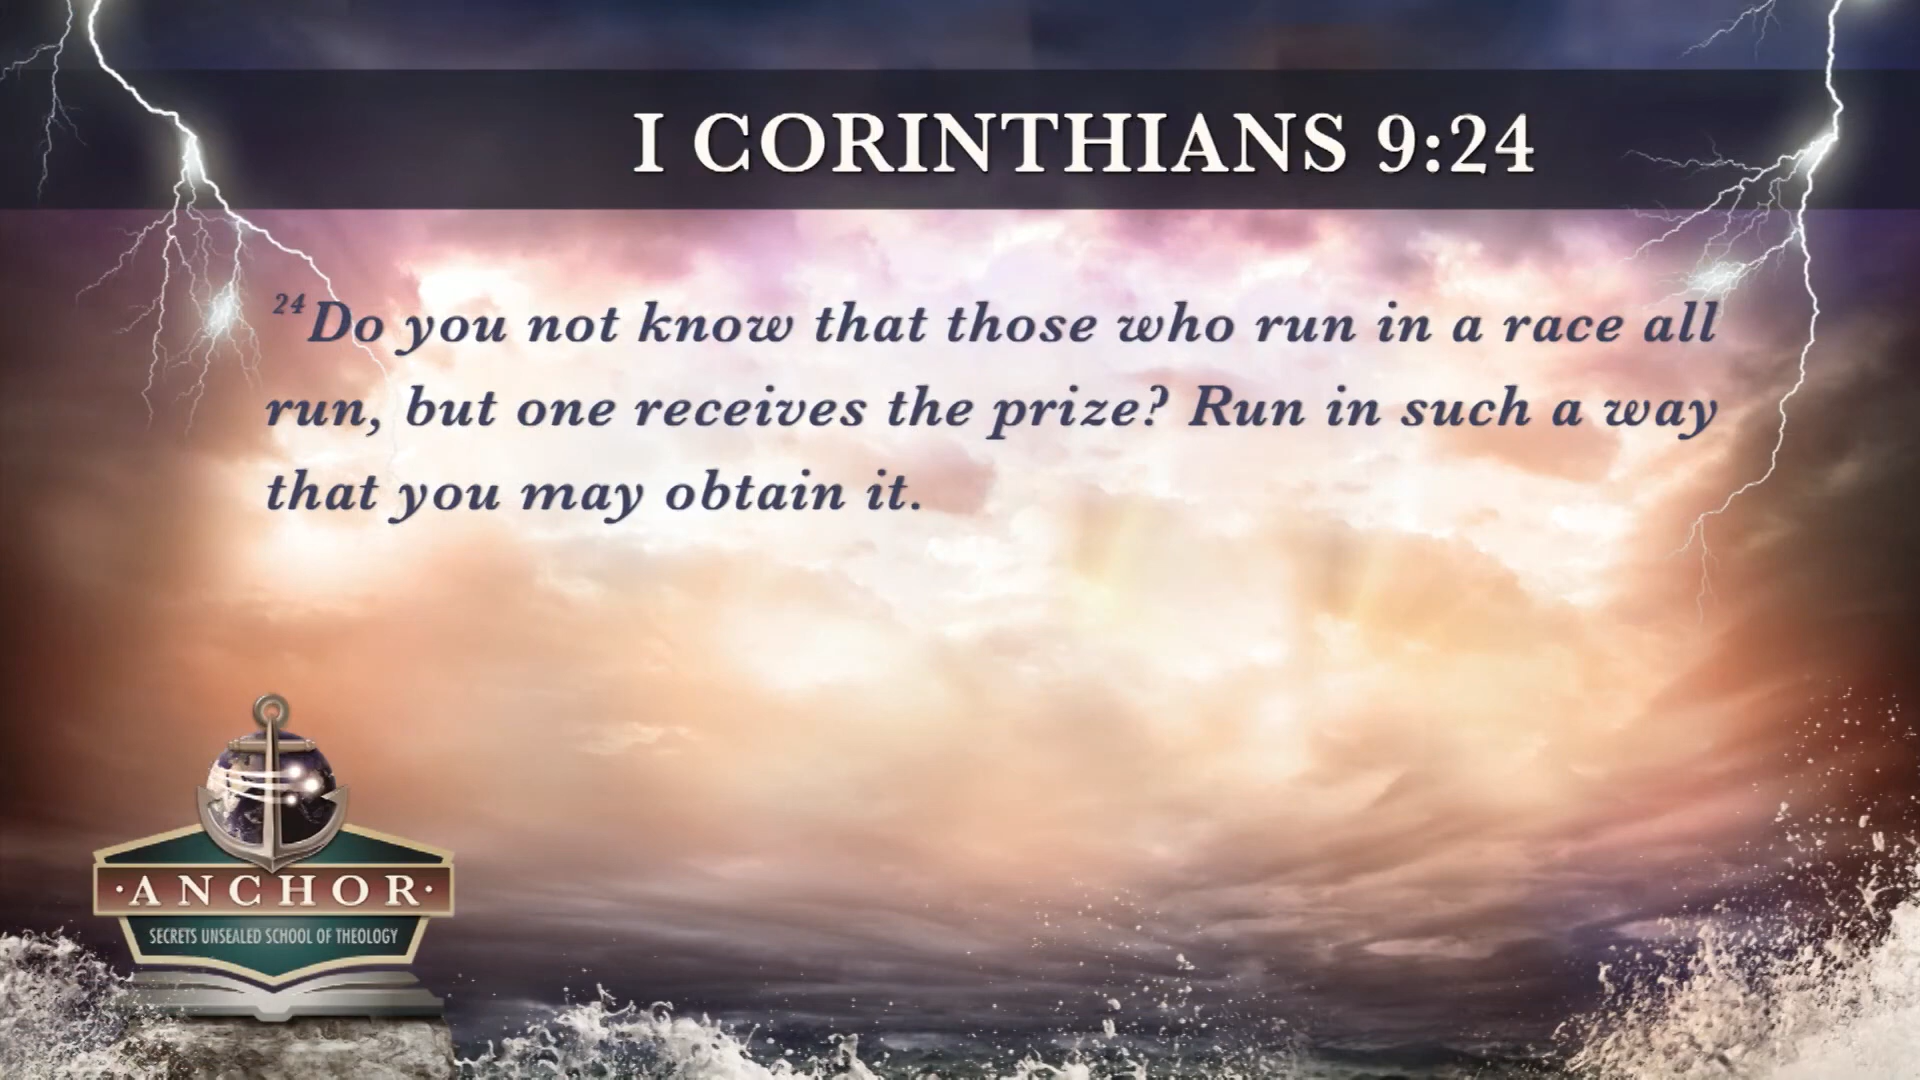 I CORINTHIANS 9:24
24 Do you not know that those who run in a race all
run, but one receives the prize? Run in such a way
that you may obtain it.
·ANCHOR·
SECRETS UNSEALED SCHOOL OF THEOLOGY